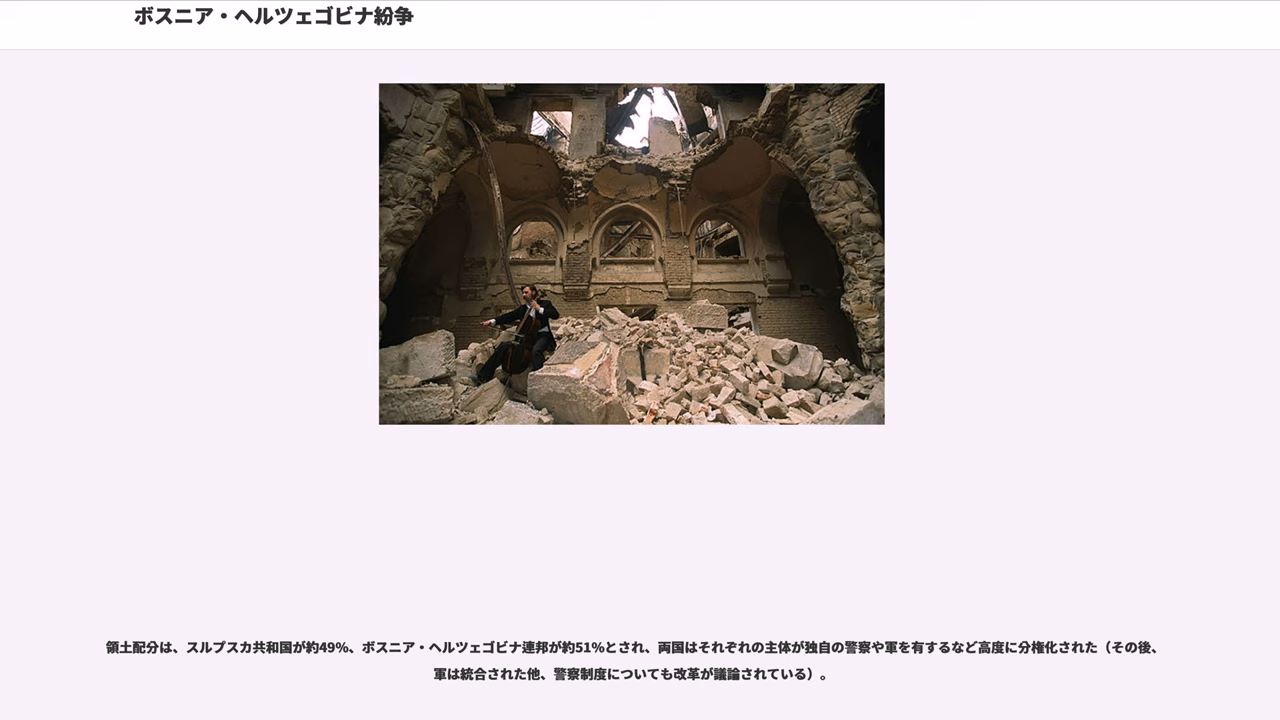 ボスニア・ヘルツェゴビナ紛争
領土配分は、スルプスカ共和国が約49%、ボスニア・ヘルツェゴビナ連邦が約51%とされ、両国はそれぞれの主体が独自の警察や軍を有するなど高度に分権化された（その後、
軍は統合された他、警察制度についても改革が議論されている）。